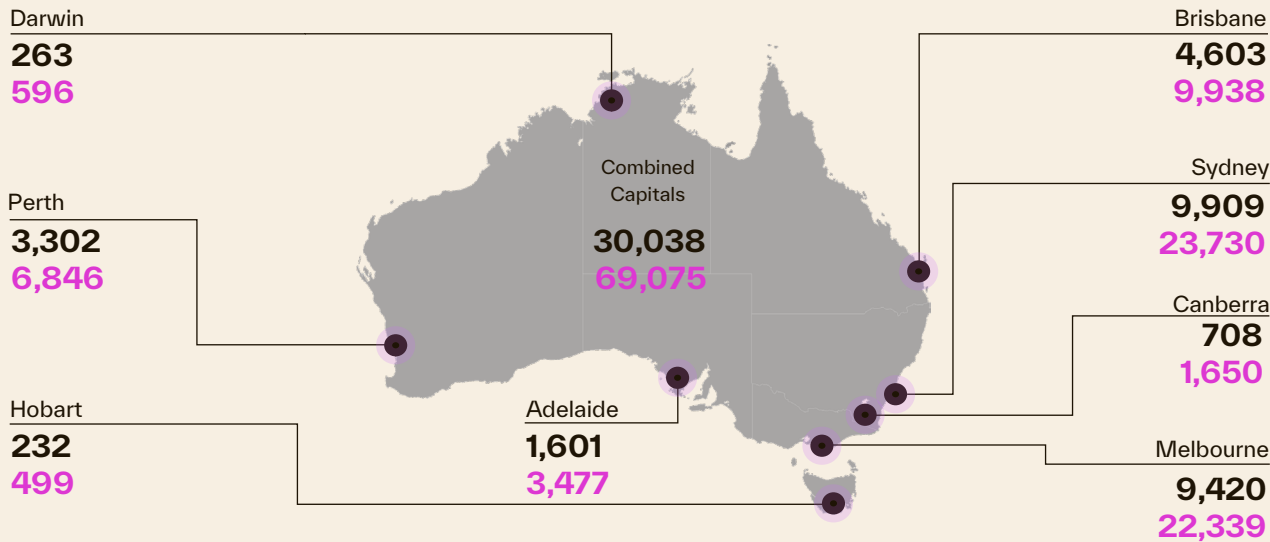 Darwin
263
596
Brisbane
4,603
9,938
Combined
Capitals
30,038
69,075
Sydney
9,909
23,730
Perth
3,302
6,846
Canberra
708
1,650
Hobart
232
499
Adelaide
1,601
3,477
Melbourne
9,420
22,339